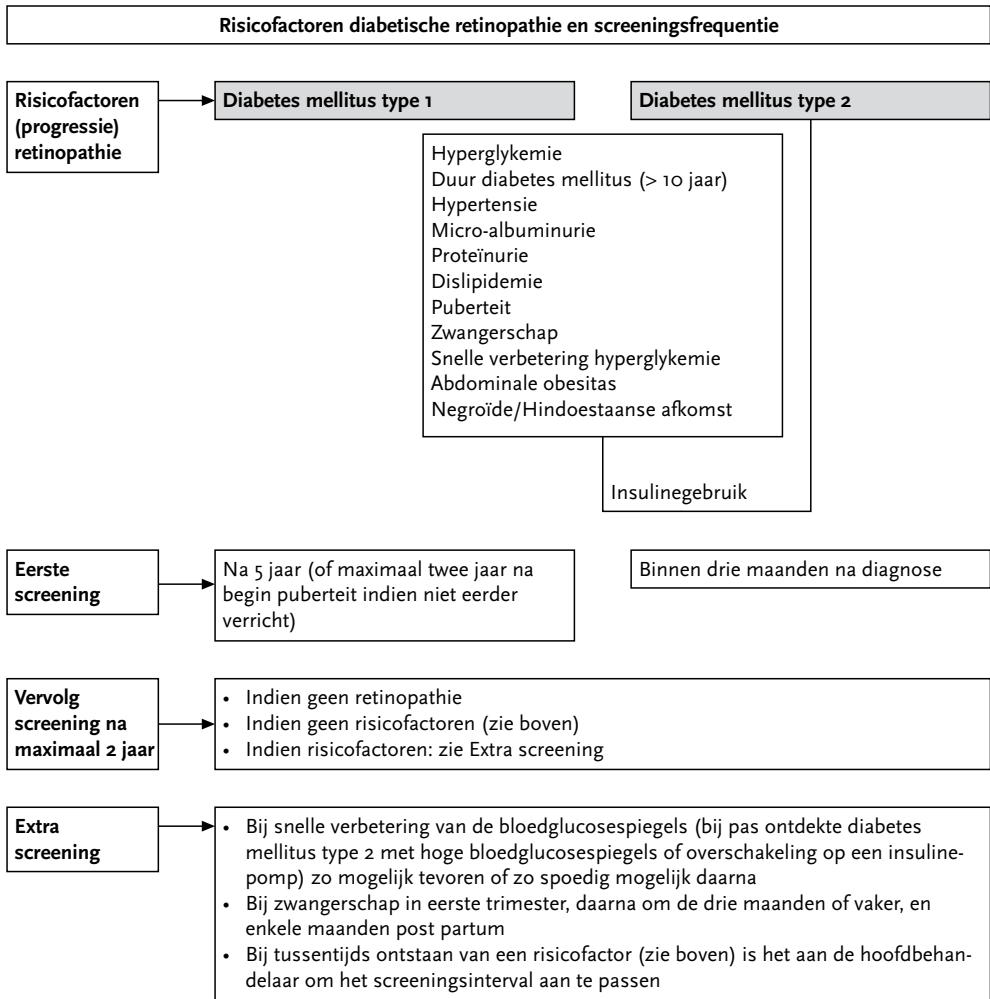 Risicofactoren diabetische retinopathie en screeningsfrequentie
Risicofactoren
(progressie)
retinopathie
Diabetes mellitus type 1
Diabetes mellitus type 2
Hyperglykemie
Duur diabetes mellitus (> 10 jaar)
Hypertensie
Micro-albuminurie
Proteïnurie
Dislipidemie
Puberteit
Zwangerschap
Snelle verbetering hyperglykemie
Abdominale obesitas
Negroïde/Hindoestaanse afkomst
Insulinegebruik
Eerste
screening
Na 5 jaar (of maximaal twee jaar na
begin puberteit indien niet eerder
verricht)
Binnen drie maanden na diagnose
Vervolg
screening na
maximaal 2 jaar
• Indien geen retinopathie
• Indien geen risicofactoren (zie boven)
• Indien risicofactoren: zie Extra screening
Extra
screening
• Bij snelle verbetering van de bloedglucosespiegels (bij pas ontdekte diabetes
mellitus type 2 met hoge bloedglucosespiegels of overschakeling op een insuline-
pomp) zo mogelijk tevoren of zo spoedig mogelijk daarna
• Bij zwangerschap in eerste trimester, daarna om de drie maanden of vaker, en
enkele maanden post partum
• Bij tussentijds ontstaan van een risicofactor (zie boven) is het aan de hoofdbehan-
delaar om het screeningsinterval aan te passen